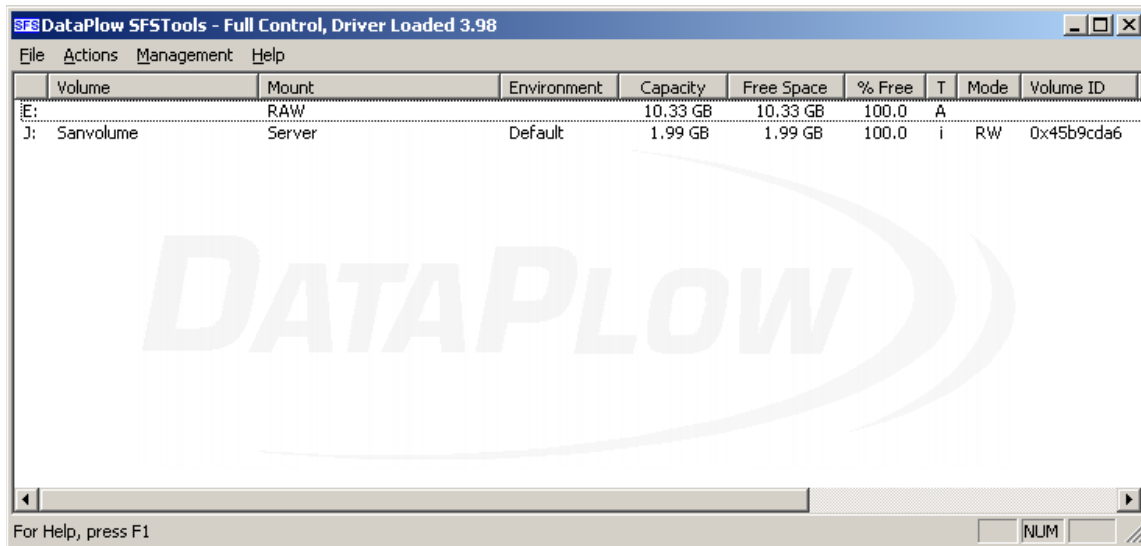 SFS DataPlow SFSTools - Full Control, Driver Loaded 3.98
File Actions Management Help
Volume Mount Environment Capacity Free Space % Free T Mode Volume ID
E: RAW 10.33 GB 10.33 GB 100.0 A
J: Sanvolume Server Default 1.99 GB 1.99 GB 100.0 i RW 0x45b9cda6
DATAPLOW
For Help, press F1 NUM